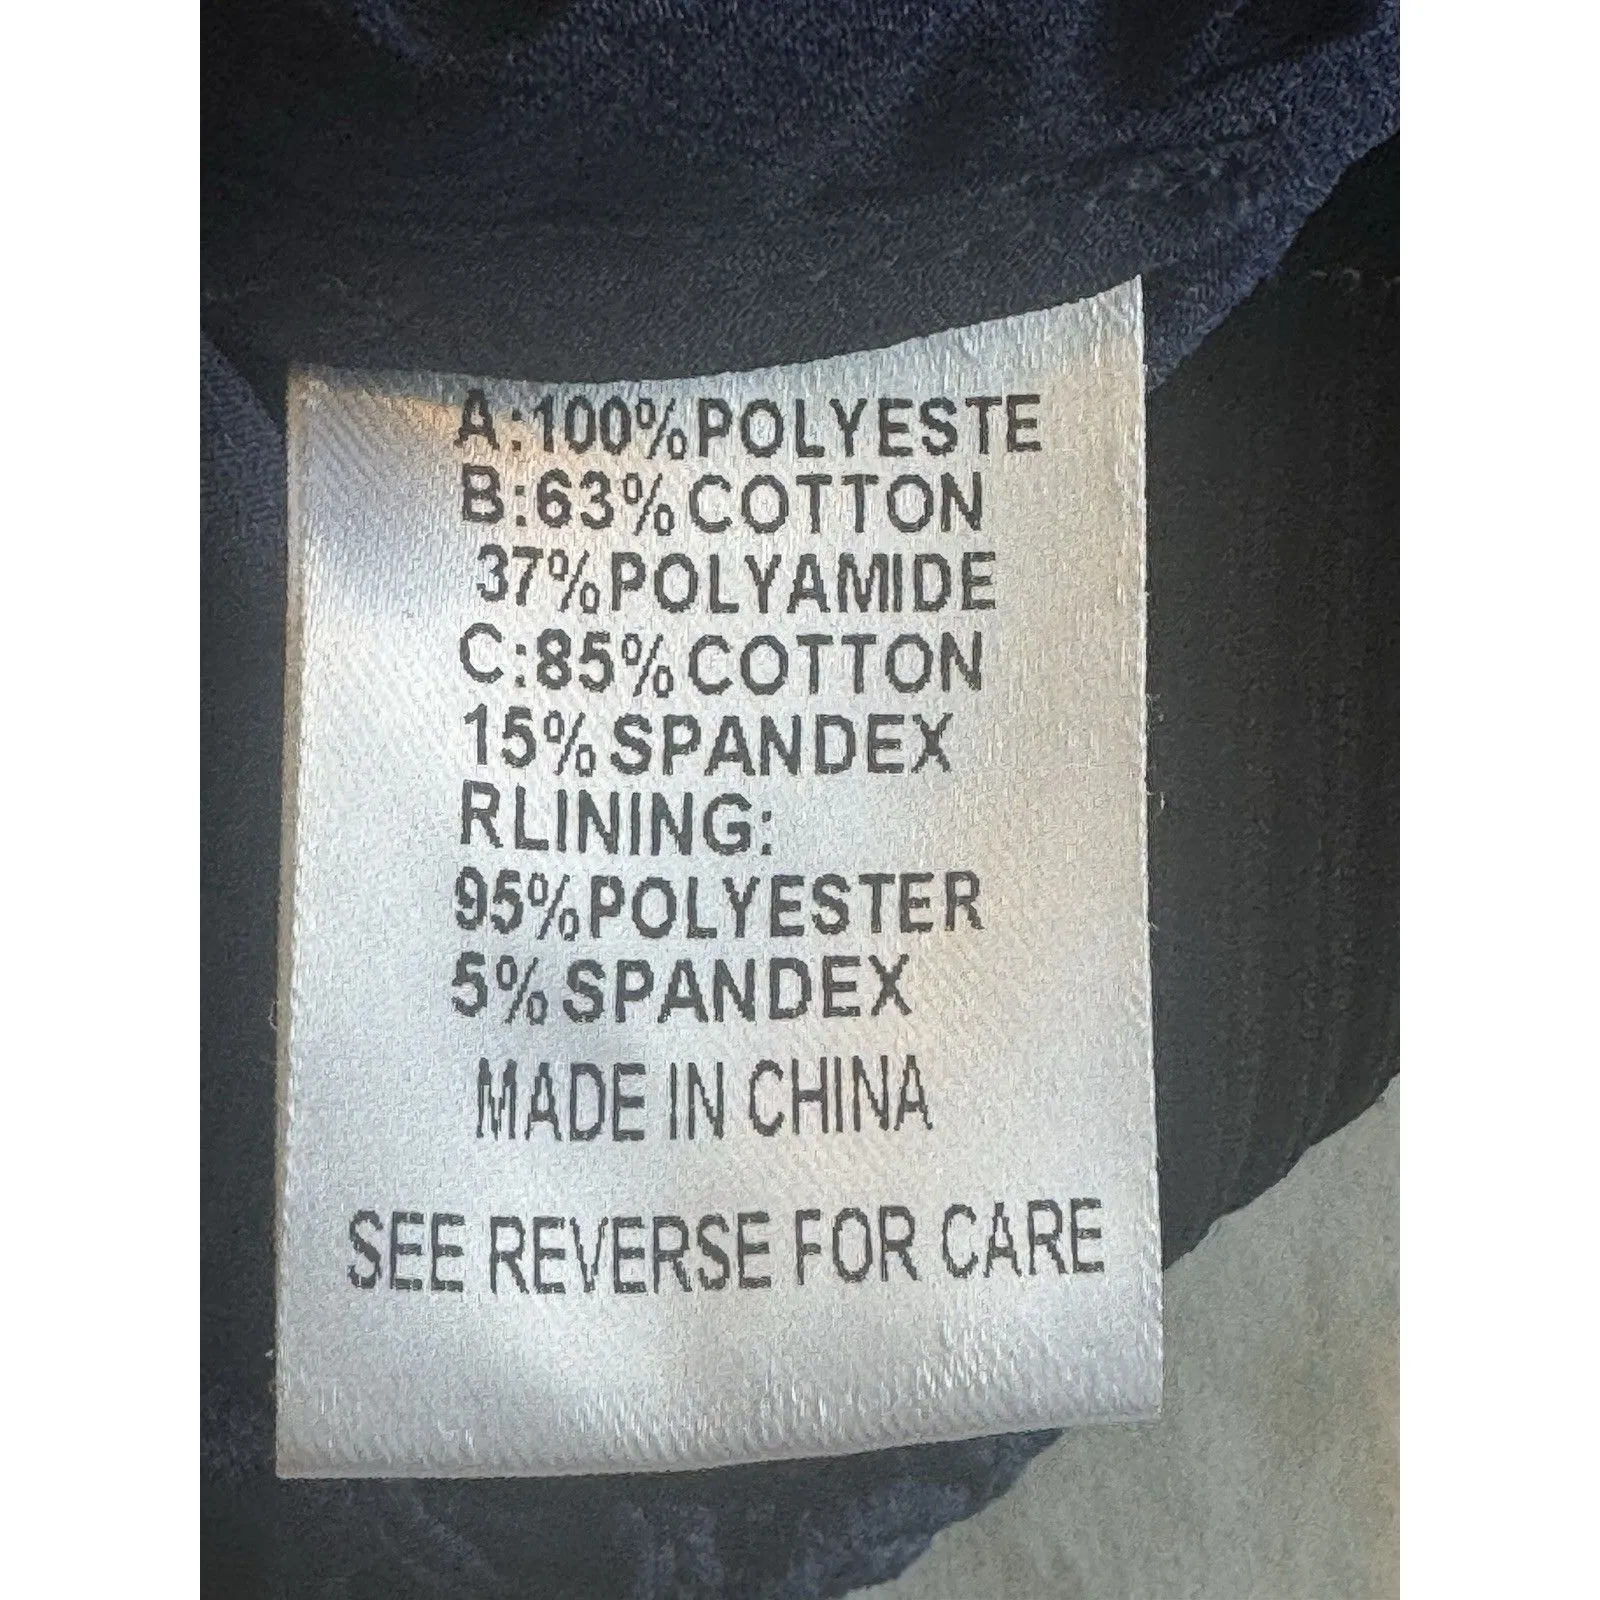 A:100%POLYESTE
B:63%COTTON
37%POLYAMIDE
C:85%COTTON
15%SPANDEX
RLINING:
95%POLYESTER
5%SPANDEX
MADE IN CHINA
SEE REVERSE FOR CARE